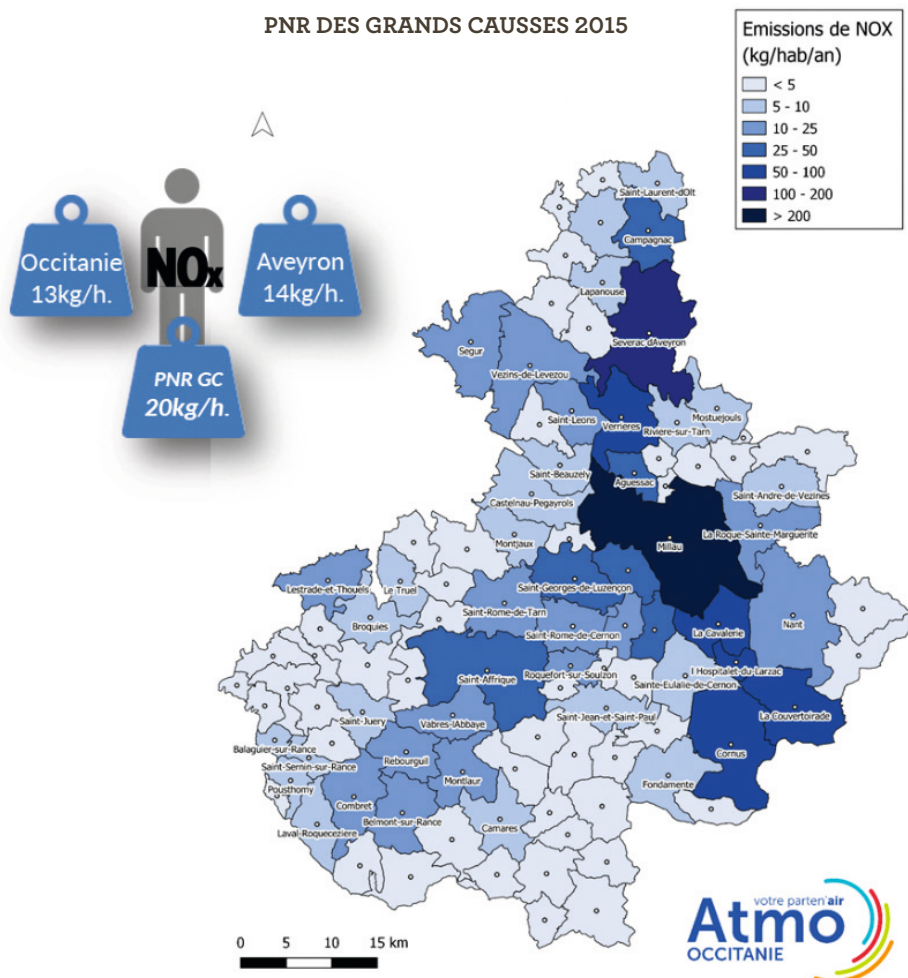 PNR DES GRANDS CAUSSES 2015
Emissions de NOX
(kg/hab/an)
< 5
5 - 10
10 - 25
25 - 50
50 - 100
100 - 200
> 200
Occitanie
13kg/h.
NOx
Aveyron
14kg/h.
PNR GC
20kg/h.
Saint-Laurent-dOlt
Campagnac
Lapanouse
Severac dAveyron
Segur
Vezins-de-Levezou
Saint-Leons
Verrieres
Mostuejouls
Riviere-sur-Tarn
Saint-Beauzely
Aguessac
Saint-Andre-de-Vezines
Castelnau-Pegayrols
La Roque-Sainte-Marguerite
Montjaux
Millau
Lestrade-et-Thouels
Le Truel
Saint-Georges-de-Luzençon
Saint-Rome-de-Tarn
Broquies
La Cavalerie
Nant
Saint-Rome-de-Cernon
l Hospitalet-du-Larzac
Saint-Affrique
Roquefort-sur-Soulzon
Sainte-Eulalie-de-Cernon
Saint-Juery
Saint-Jean-et-Saint-Paul
La Couvertoirade
Vabres-lAbbaye
Balaguier-sur-Rance
Cornus
Saint-Sernin-sur-Rance
Rebourguil
Montlaur
Fondamente
Pousthomy
Combret
Belmont-sur-Rance
Camares
Laval-Roqueceziere
0 5 10 15 km
votre parten'air
Atmo
OCCITANIE